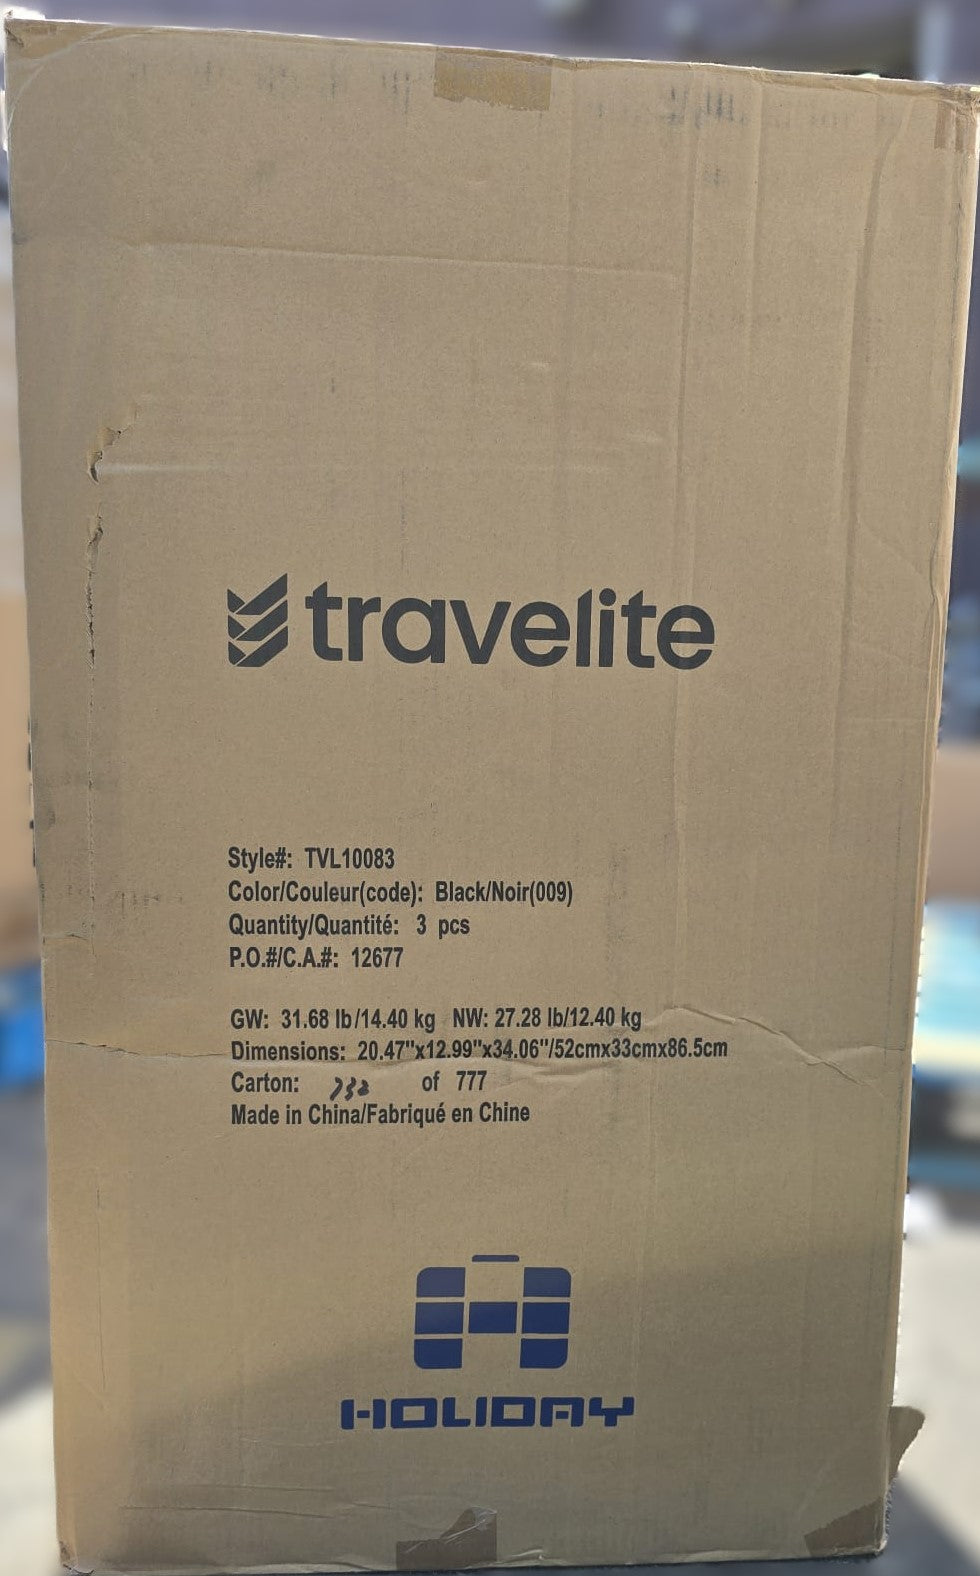 travelite
Style#: TVL10083
Color/Couleur(code): Black/Noir(009)
Quantity/Quantité: 3 pcs
P.O.#/C.A.#: 12677
GW: 31.68 lb/14.40 kg NW: 27.28 lb/12.40 kg
Dimensions: 20.47"x12.99"x34.06"/52cmx33cmx86.5cm
Carton: 732 of 777
Made in China/Fabriqué en Chine
HOLIDAY